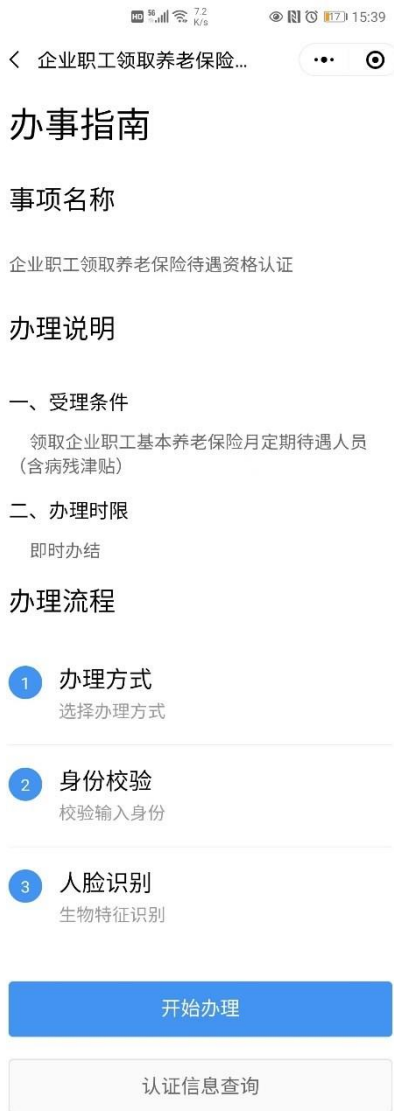 HD 5G 7.2 K/s 17 15:39
企业职工领取养老保险...
办事指南
事项名称
企业职工领取养老保险待遇资格认证
办理说明
一、受理条件
领取企业职工基本养老保险月定期待遇人员
（含病残津贴）
二、办理时限
即时办结
办理流程
1 办理方式
选择办理方式
2 身份校验
校验输入身份
3 人脸识别
生物特征识别
开始办理
认证信息查询